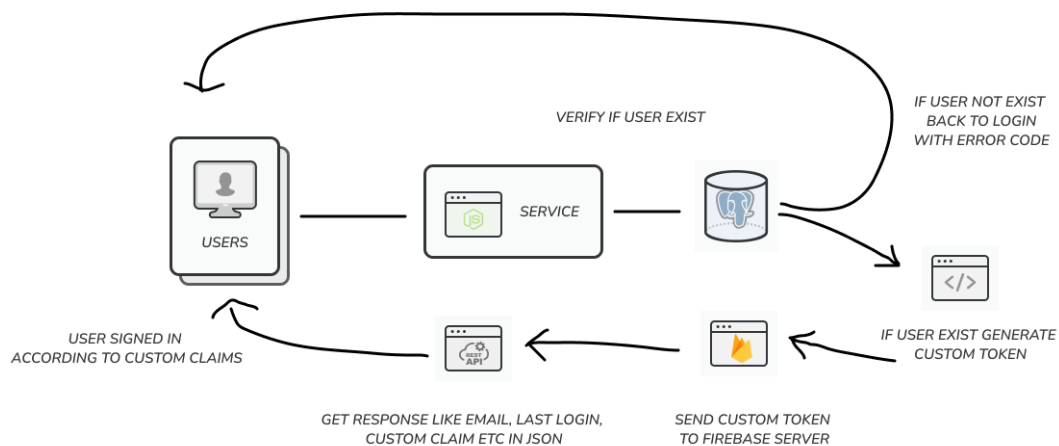 VERIFY IF USER EXIST
IF USER NOT EXIST
BACK TO LOGIN
WITH ERROR CODE
USERS
JS
SERVICE
</>
USER SIGNED IN
ACCORDING TO CUSTOM CLAIMS
REST
API
IF USER EXIST GENERATE
CUSTOM TOKEN
GET RESPONSE LIKE EMAIL, LAST LOGIN,
CUSTOM CLAIM ETC IN JSON
SEND CUSTOM TOKEN
TO FIREBASE SERVER